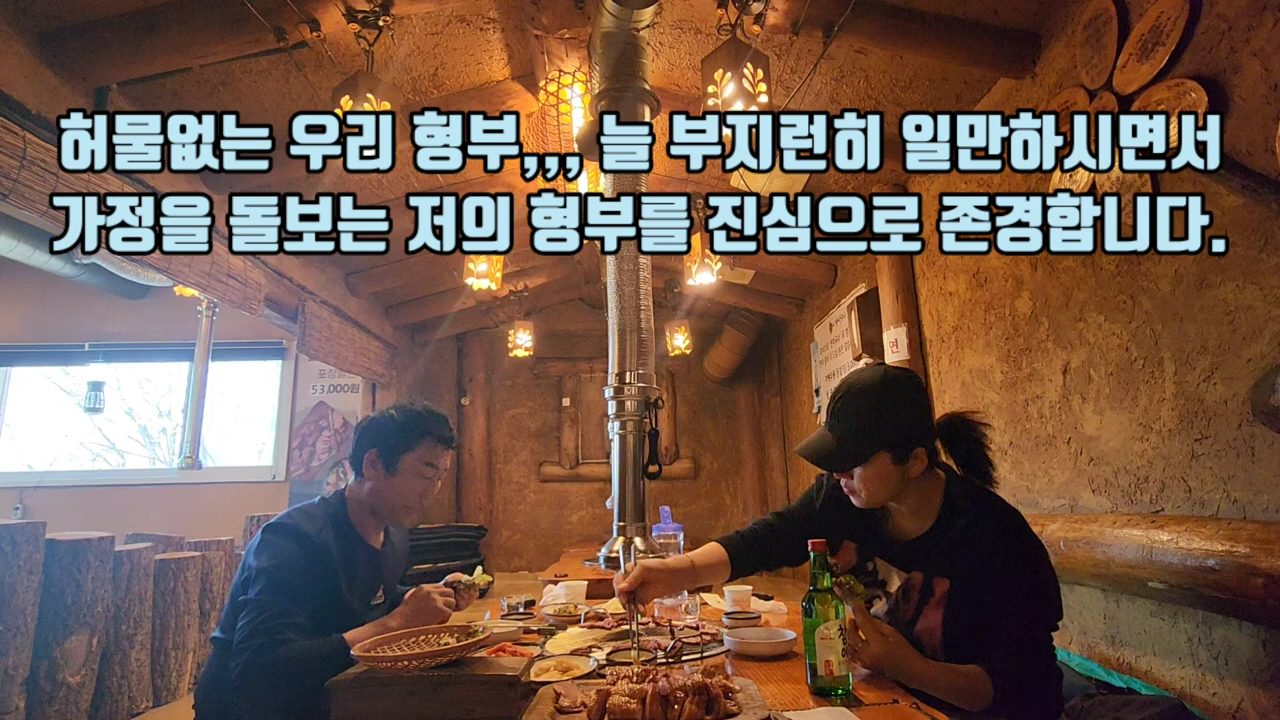 허물없는 우리 형부,,, 늘 부지런히 일만하시면서
가정을 돌보는 저의 형부를 진심으로 존경합니다.
53,000원
연